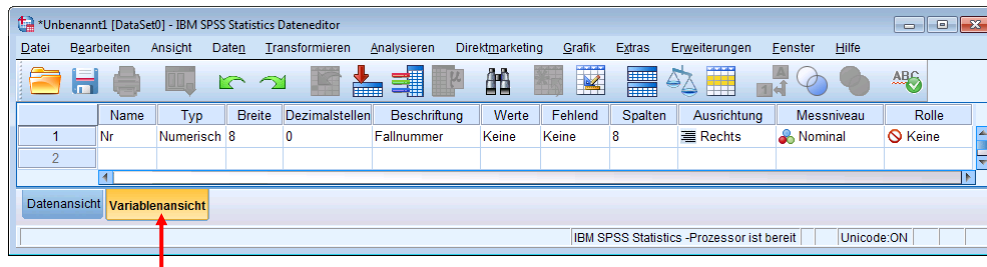 *Unbenannt1 [DataSet0] - IBM SPSS Statistics Dateneditor
Datei Bearbeiten Ansicht Daten Transformieren Analysieren Direktmarketing Grafik Extras Erweiterungen Fenster Hilfe
Name Typ Breite Dezimalstellen Beschriftung Werte Fehlend Spalten Ausrichtung Messniveau Rolle
1 Nr Numerisch 8 0 Fallnummer Keine Keine 8 Rechts Nominal Keine
2
Datenansicht Variablenansicht
IBM SPSS Statistics -Prozessor ist bereit Unicode:ON